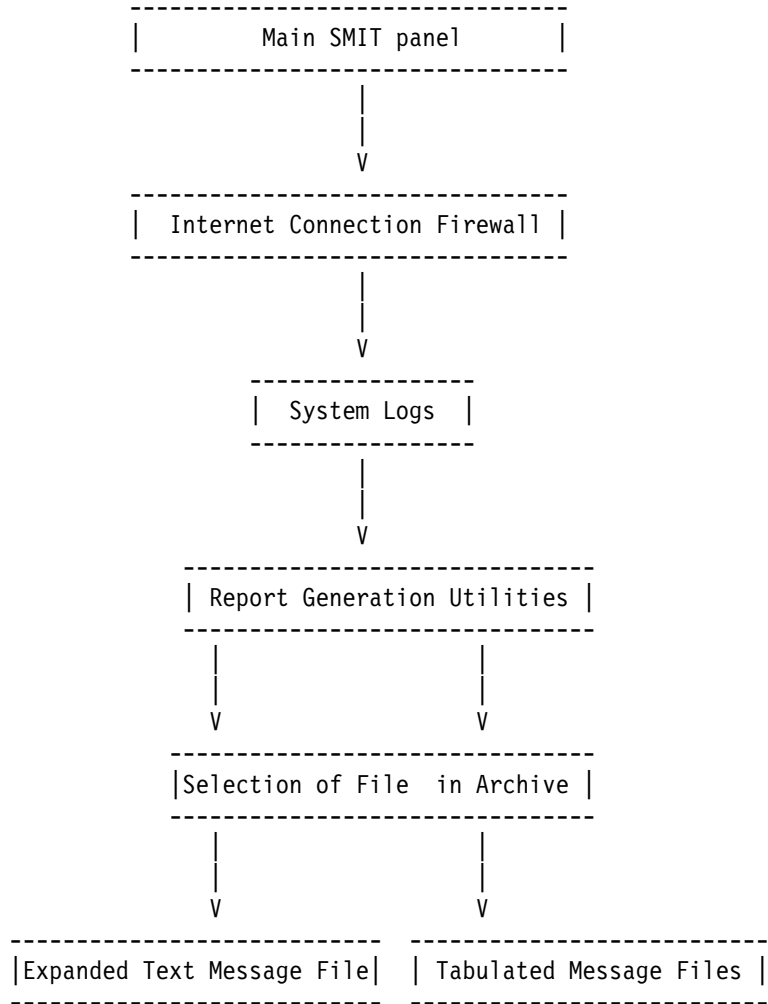 Main SMIT panel
Internet Connection Firewall
System Logs
Report Generation Utilities
Selection of File in Archive
Expanded Text Message File
Tabulated Message Files